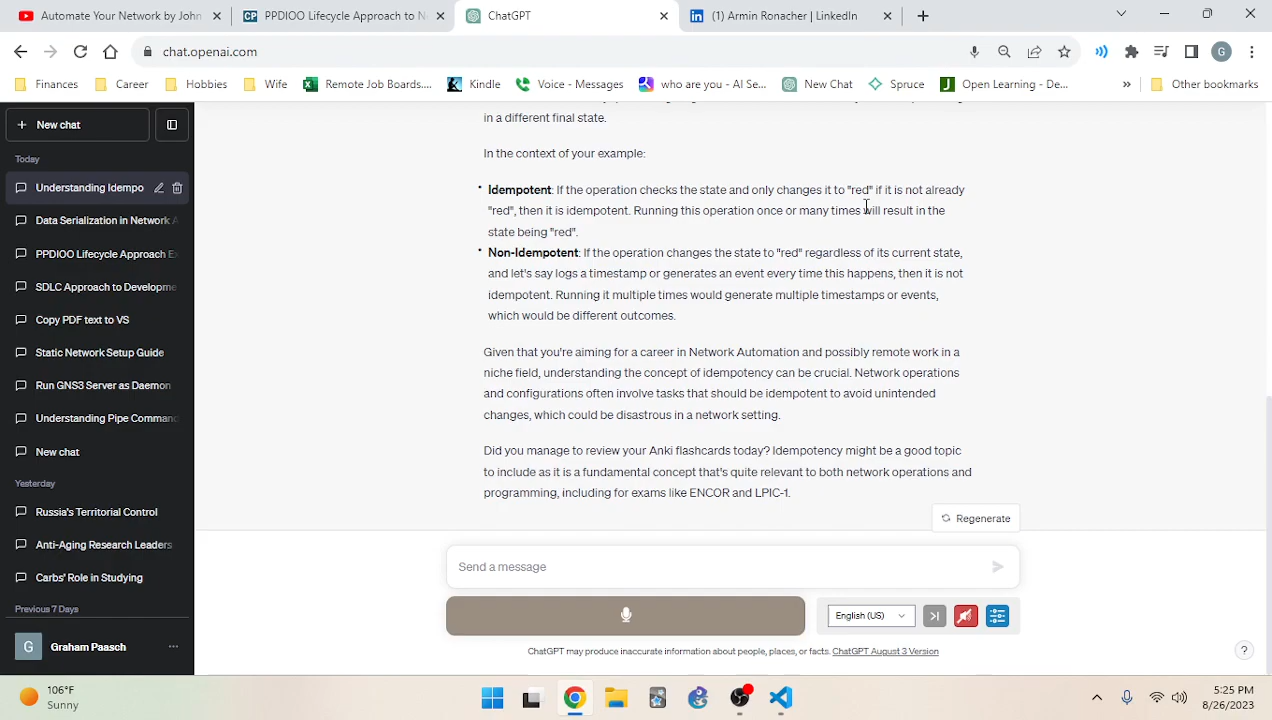 Automate Your Network by John
PPDIOO Lifecycle Approach to N
ChatGPT
(1) Armin Ronacher | LinkedIn
chat.openai.com
G
Finances
Career
Hobbies
Wife
Remote Job Boards....
Kindle
Voice - Messages
who are you - AI Se...
New Chat
Spruce
Open Learning - De...
»
Other bookmarks
New chat
Today
Understanding Idempo
Data Serialization in Network A
PPDIOO Lifecycle Approach Ex
SDLC Approach to Developme
Copy PDF text to VS
Static Network Setup Guide
Run GNS3 Server as Daemon
Understanding Pipe Commanc
New chat
Yesterday
Russia's Territorial Control
Anti-Aging Research Leaders
Carbs' Role in Studying
Previous 7 Days
G
Graham Paasch
...
in a different final state.
In the context of your example:
• Idempotent: If the operation checks the state and only changes it to "red" if it is not already
"red", then it is idempotent. Running this operation once or many times will result in the
state being "red".
• Non-Idempotent: If the operation changes the state to "red" regardless of its current state,
and let's say logs a timestamp or generates an event every time this happens, then it is not
idempotent. Running it multiple times would generate multiple timestamps or events,
which would be different outcomes.
Given that you're aiming for a career in Network Automation and possibly remote work in a
niche field, understanding the concept of idempotency can be crucial. Network operations
and configurations often involve tasks that should be idempotent to avoid unintended
changes, which could be disastrous in a network setting.
Did you manage to review your Anki flashcards today? Idempotency might be a good topic
to include as it is a fundamental concept that's quite relevant to both network operations and
programming, including for exams like ENCOR and LPIC-1.
Regenerate
Send a message
English (US)
ChatGPT may produce inaccurate information about people, places, or facts. ChatGPT August 3 Version
?
106°F
Sunny
5:25 PM
8/26/2023